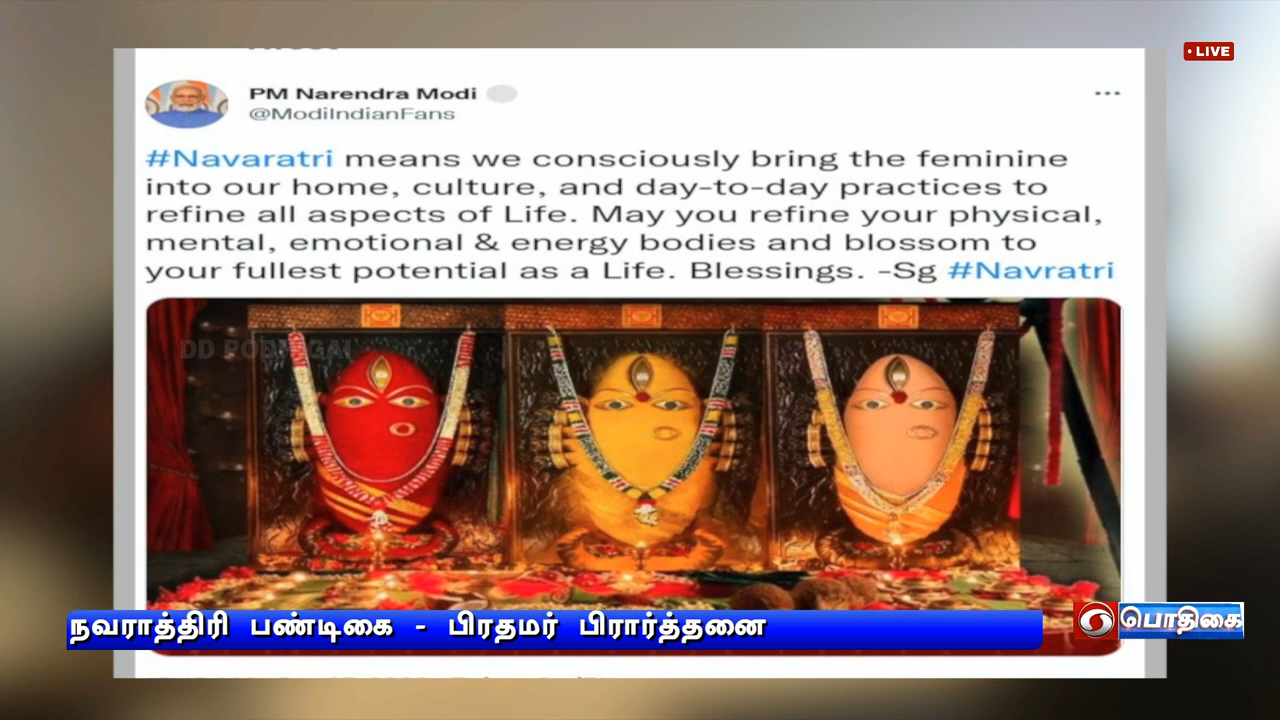 LIVE
PM Narendra Modi
@ModiIndianFans
#Navaratri means we consciously bring the feminine
into our home, culture, and day-to-day practices to
refine all aspects of Life. May you refine your physical,
mental, emotional & energy bodies and blossom to
your fullest potential as a Life. Blessings. -Sg #Navratri
DD PODHIGAI
நவராத்திரி பண்டிகை - பிரதமர் பிரார்த்தனை
பொதிகை